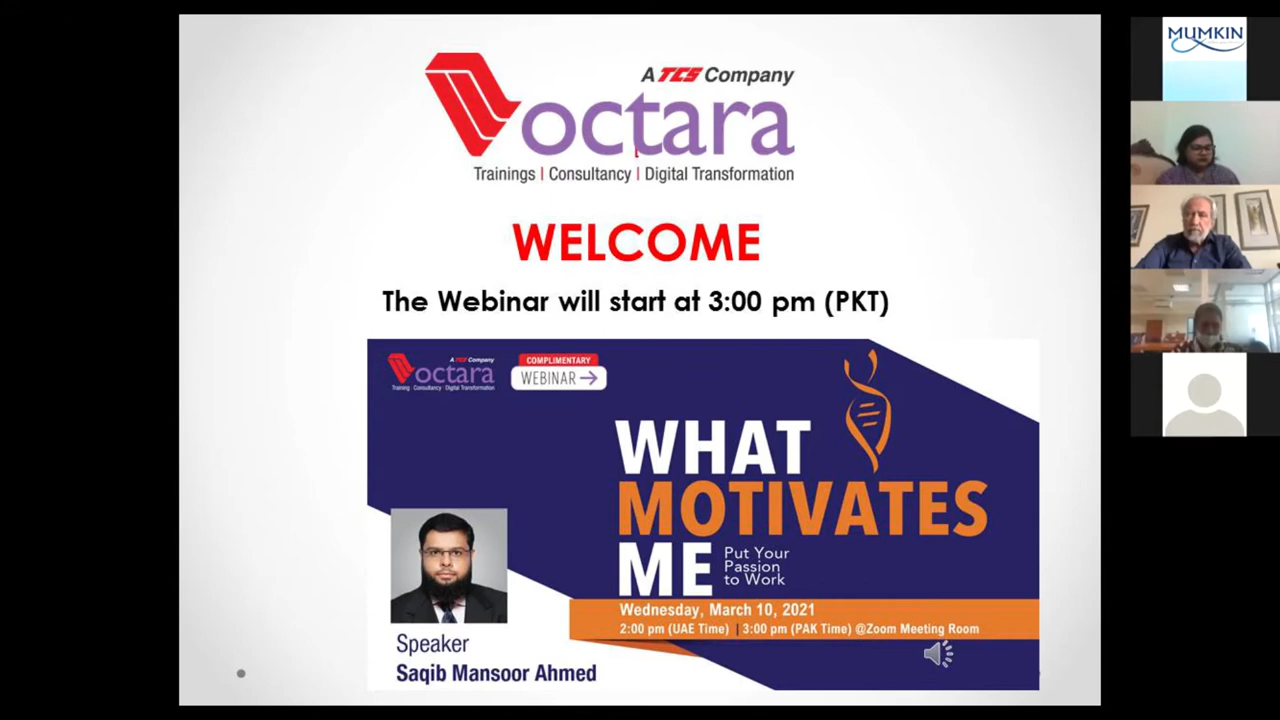 A TCS Company
octara
Trainings | Consultancy | Digital Transformation
WELCOME
The Webinar will start at 3:00 pm (PKT)
A TCS Company
octara
Training Consultancy Digital Transformation
COMPLIMENTARY
WEBINAR
WHAT
MOTIVATES
ME
Put Your
Passion
to Work
Wednesday, March 10, 2021
2:00 pm (UAE Time) | 3:00 pm (PAK Time) @Zoom Meeting Room
Speaker
Saqib Mansoor Ahmed
MUMKIN